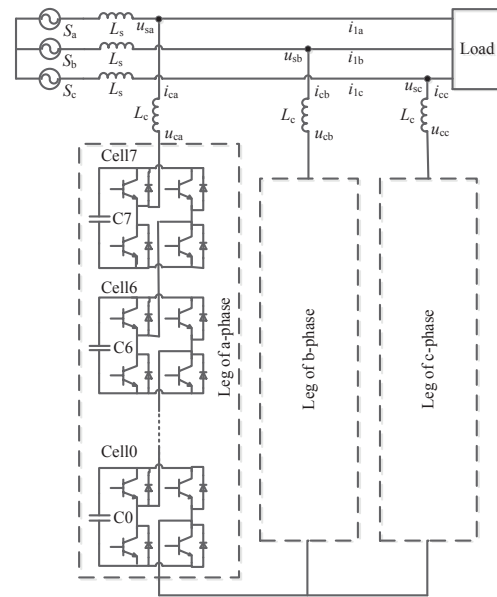 Sa
Ls
usa
i1a
Load
Sb
Ls
usb
i1b
Sc
Ls
i1c
usc
ica
icb
icc
Lc
Lc
Lc
uca
ucb
ucc
Cell7
C7
Cell6
C6
Cell0
C0
Leg of a-phase
Leg of b-phase
Leg of c-phase